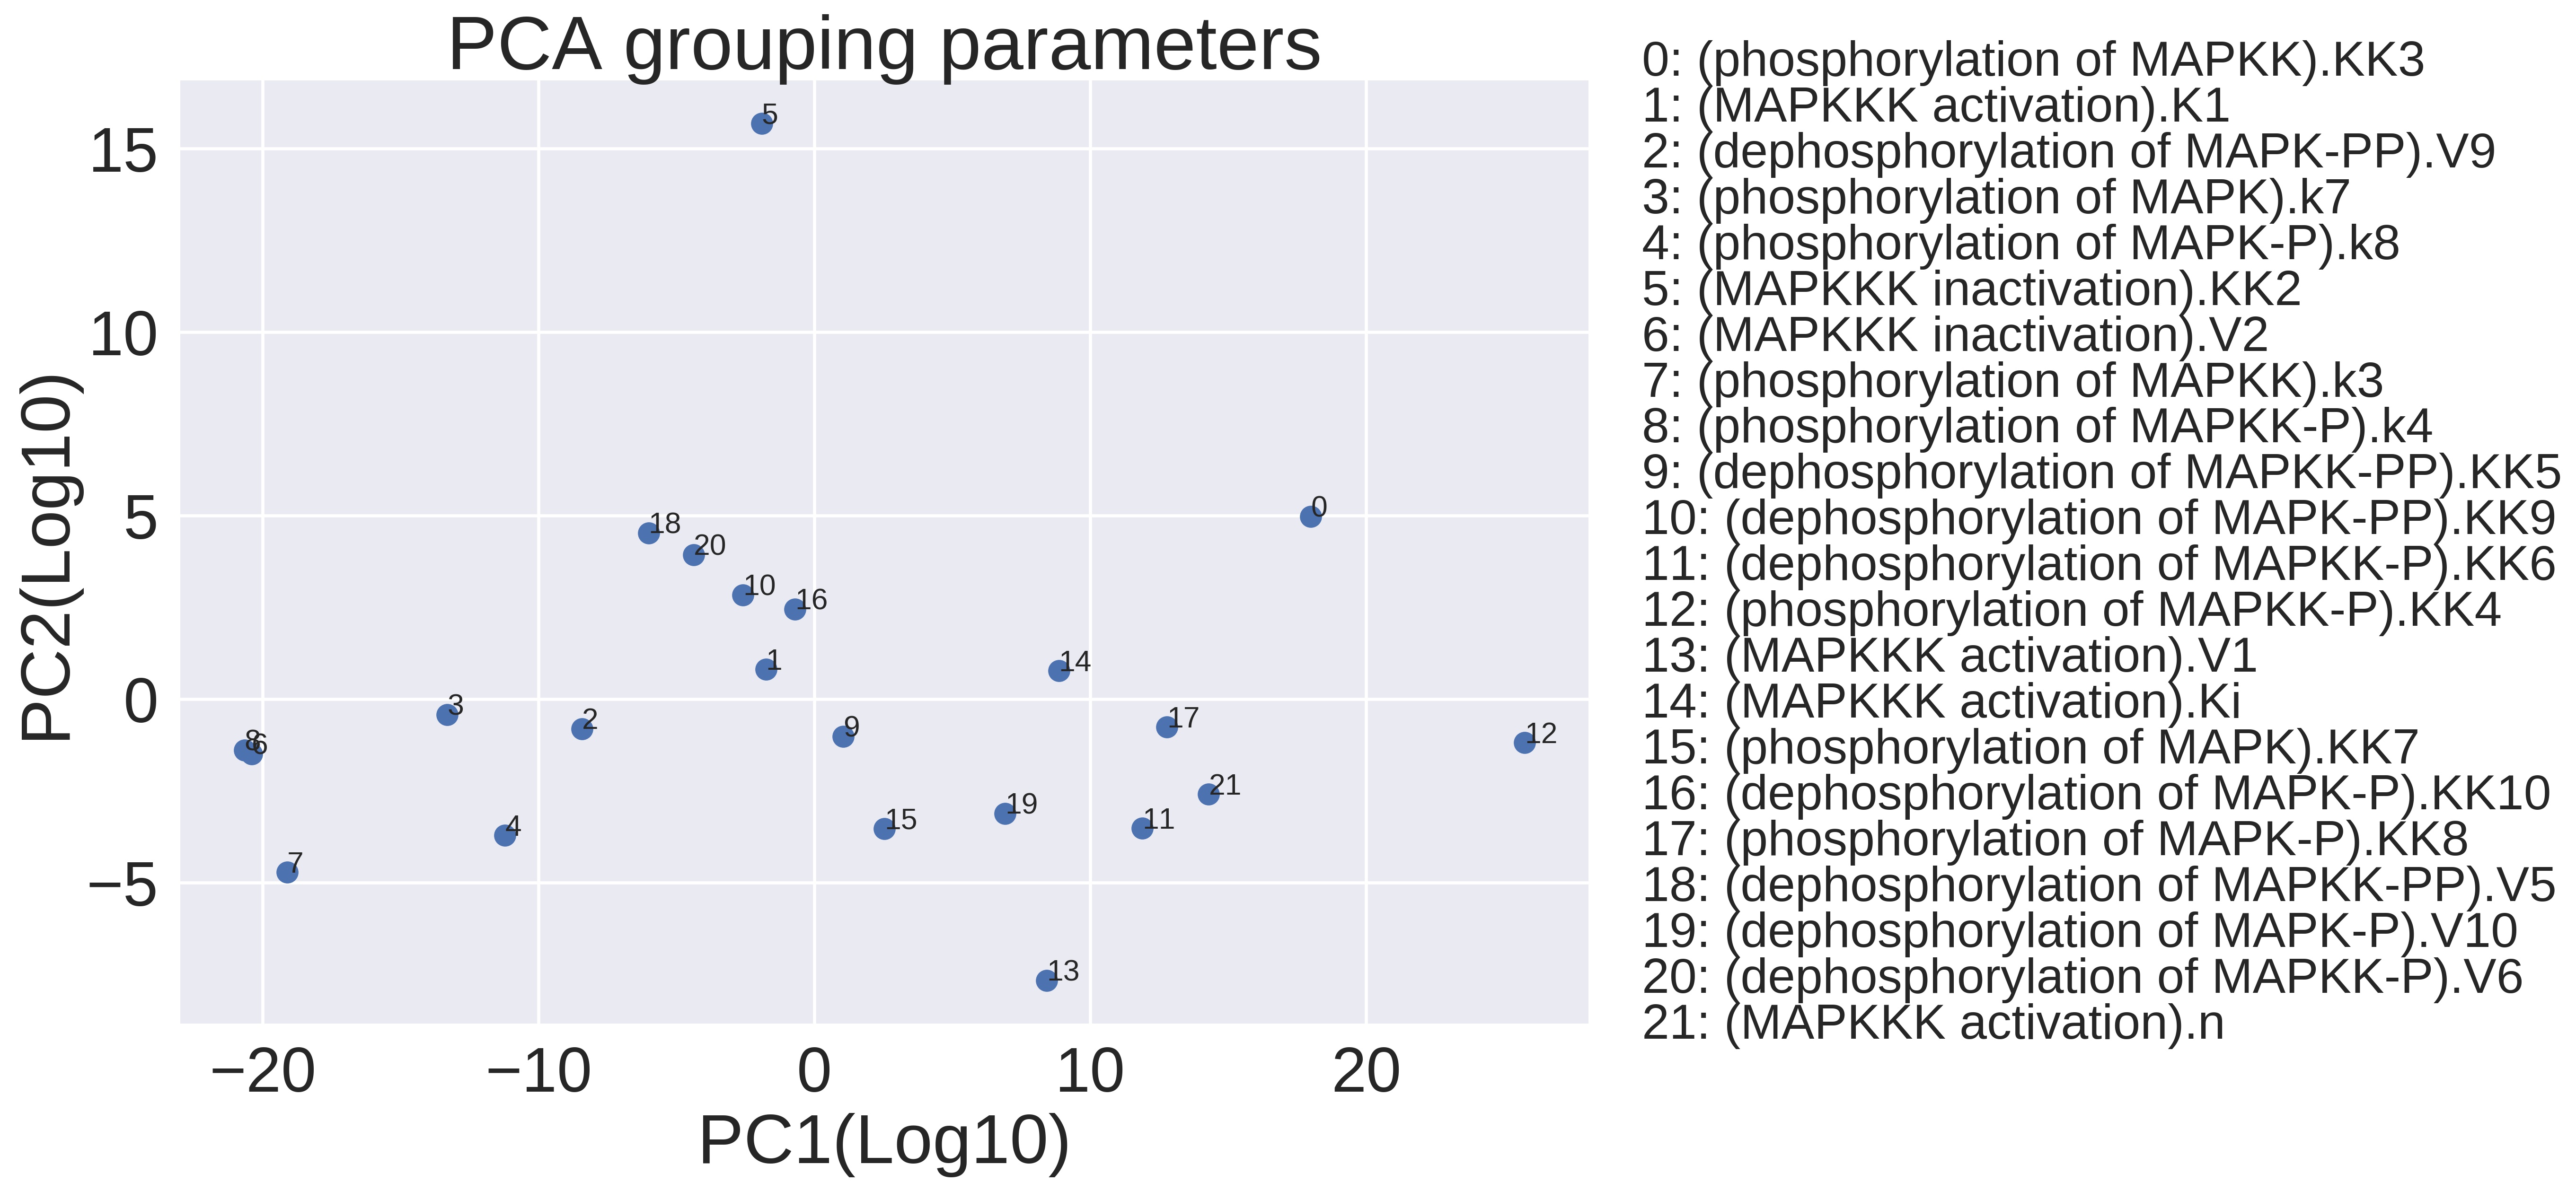 PCA grouping parameters
PC2(Log10)
15
10
5
0
−5
−20
−10
0
10
20
PC1(Log10)
5
0
18
20
10
16
1
14
3
2
9
17
12
8
6
21
19
15
11
4
7
13
0: (phosphorylation of MAPKK).KK3
1: (MAPKKK activation).K1
2: (dephosphorylation of MAPK-PP).V9
3: (phosphorylation of MAPK).k7
4: (phosphorylation of MAPK-P).k8
5: (MAPKKK inactivation).KK2
6: (MAPKKK inactivation).V2
7: (phosphorylation of MAPKK).k3
8: (phosphorylation of MAPKK-P).k4
9: (dephosphorylation of MAPKK-PP).KK5
10: (dephosphorylation of MAPK-PP).KK9
11: (dephosphorylation of MAPKK-P).KK6
12: (phosphorylation of MAPKK-P).KK4
13: (MAPKKK activation).V1
14: (MAPKKK activation).Ki
15: (phosphorylation of MAPK).KK7
16: (dephosphorylation of MAPK-P).KK10
17: (phosphorylation of MAPK-P).KK8
18: (dephosphorylation of MAPKK-PP).V5
19: (dephosphorylation of MAPK-P).V10
20: (dephosphorylation of MAPKK-P).V6
21: (MAPKKK activation).n